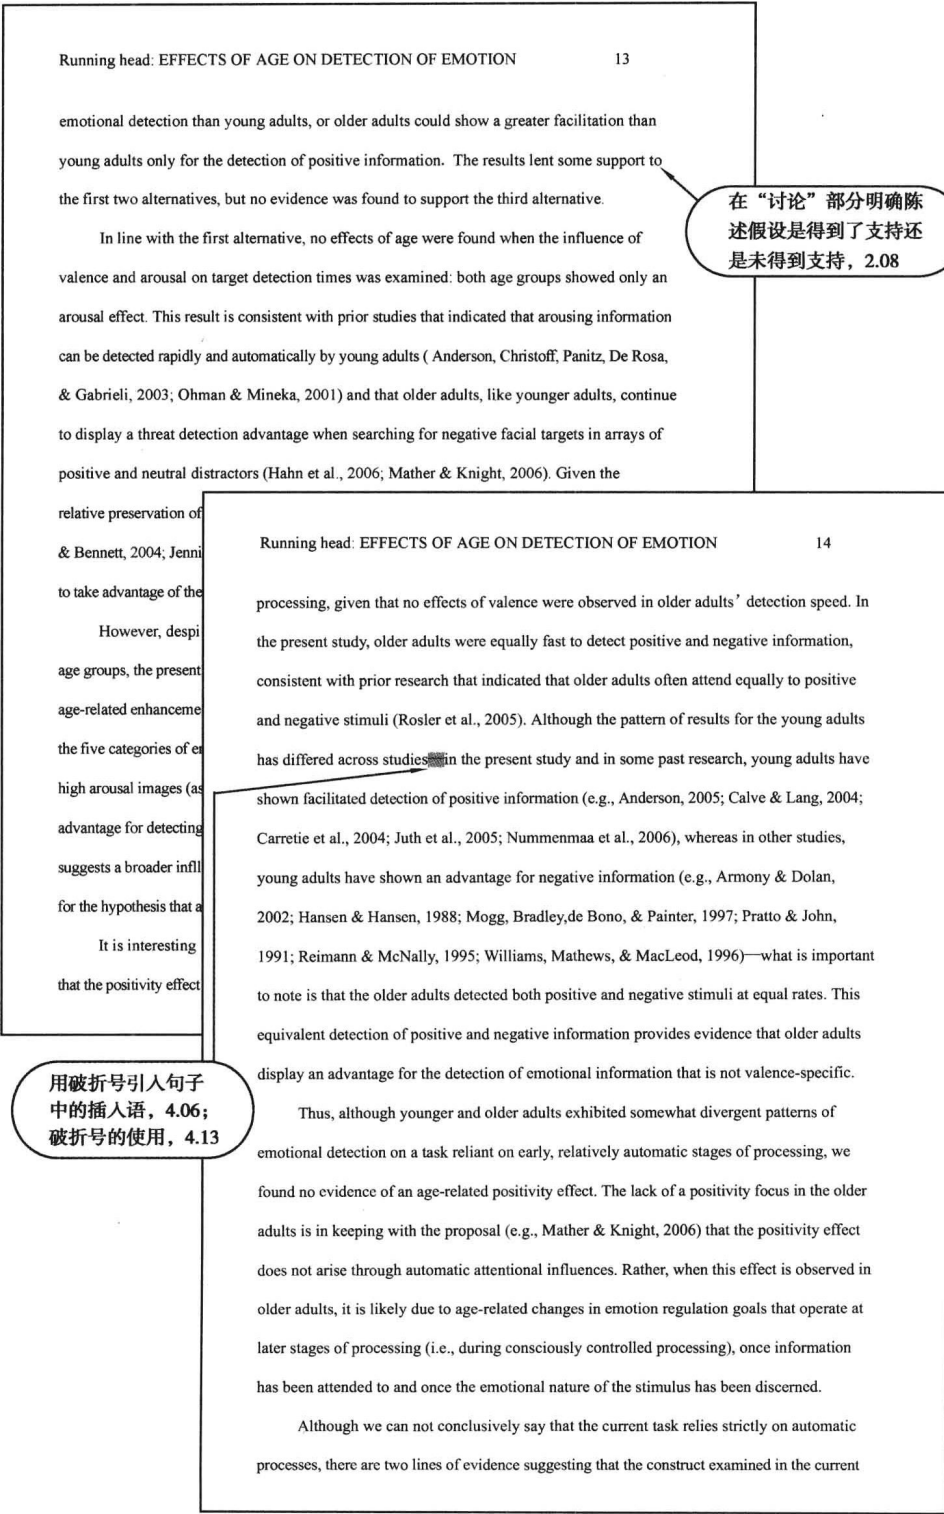 Running head: EFFECTS OF AGE ON DETECTION OF EMOTION 13
emotional detection than young adults, or older adults could show a greater facilitation than
young adults only for the detection of positive information. The results lent some support to
the first two alternatives, but no evidence was found to support the third alternative.
In line with the first alternative, no effects of age were found when the influence of
valence and arousal on target detection times was examined: both age groups showed only an
arousal effect. This result is consistent with prior studies that indicated that arousing information
can be detected rapidly and automatically by young adults ( Anderson, Christoff, Panitz, De Rosa,
& Gabrieli, 2003; Ohman & Mineka, 2001) and that older adults, like younger adults, continue
to display a threat detection advantage when searching for negative facial targets in arrays of
positive and neutral distractors (Hahn et al., 2006; Mather & Knight, 2006). Given the
relative preservation of
& Bennett, 2004; Jenni
to take advantage of the
However, despi
age groups, the present
age-related enhanceme
the five categories of e
high arousal images (as
advantage for detecting
suggests a broader infl
for the hypothesis that a
It is interesting
that the positivity effect
在“讨论”部分明确陈
述假设是得到了支持还
是未得到支持，2.08
Running head: EFFECTS OF AGE ON DETECTION OF EMOTION 14
processing, given that no effects of valence were observed in older adults’ detection speed. In
the present study, older adults were equally fast to detect positive and negative information,
consistent with prior research that indicated that older adults often attend equally to positive
and negative stimuli (Rosler et al., 2005). Although the pattern of results for the young adults
has differed across studies—in the present study and in some past research, young adults have
shown facilitated detection of positive information (e.g., Anderson, 2005; Calve & Lang, 2004;
Carretie et al., 2004; Juth et al., 2005; Nummenmaa et al., 2006), whereas in other studies,
young adults have shown an advantage for negative information (e.g., Armony & Dolan,
2002; Hansen & Hansen, 1988; Mogg, Bradley,de Bono, & Painter, 1997; Pratto & John,
1991; Reimann & McNally, 1995; Williams, Mathews, & MacLeod, 1996)—what is important
to note is that the older adults detected both positive and negative stimuli at equal rates. This
equivalent detection of positive and negative information provides evidence that older adults
display an advantage for the detection of emotional information that is not valence-specific.
Thus, although younger and older adults exhibited somewhat divergent patterns of
emotional detection on a task reliant on early, relatively automatic stages of processing, we
found no evidence of an age-related positivity effect. The lack of a positivity focus in the older
adults is in keeping with the proposal (e.g., Mather & Knight, 2006) that the positivity effect
does not arise through automatic attentional influences. Rather, when this effect is observed in
older adults, it is likely due to age-related changes in emotion regulation goals that operate at
later stages of processing (i.e., during consciously controlled processing), once information
has been attended to and once the emotional nature of the stimulus has been discerned.
Although we can not conclusively say that the current task relies strictly on automatic
processes, there are two lines of evidence suggesting that the construct examined in the current
用破折号引入句子
中的插入语，4.06；
破折号的使用，4.13